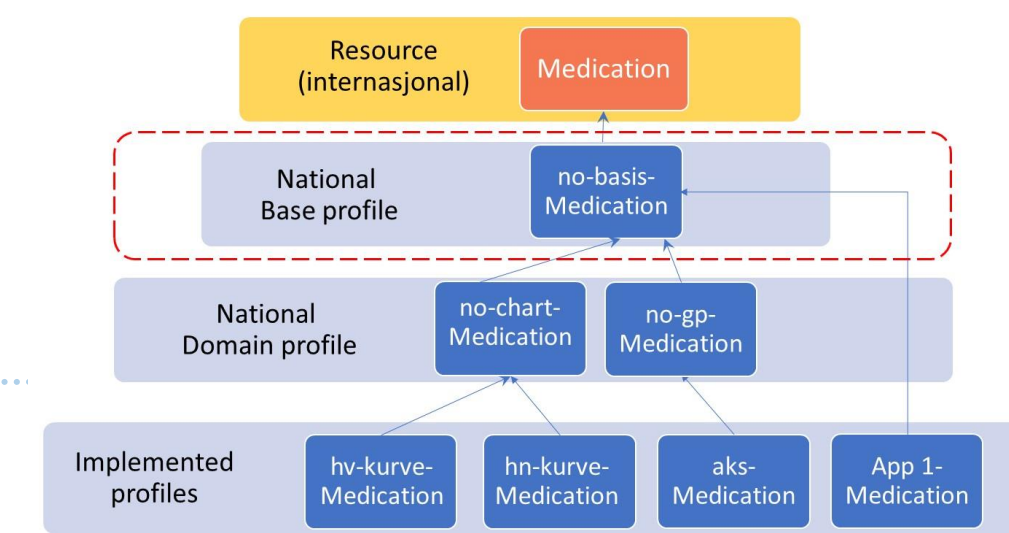 Resource
(internasjonal)
Medication
National
Base profile
no-basis-
Medication
National
Domain profile
no-chart-
Medication
no-gp-
Medication
Implemented
profiles
hv-kurve-
Medication
hn-kurve-
Medication
aks-
Medication
App 1-
Medication